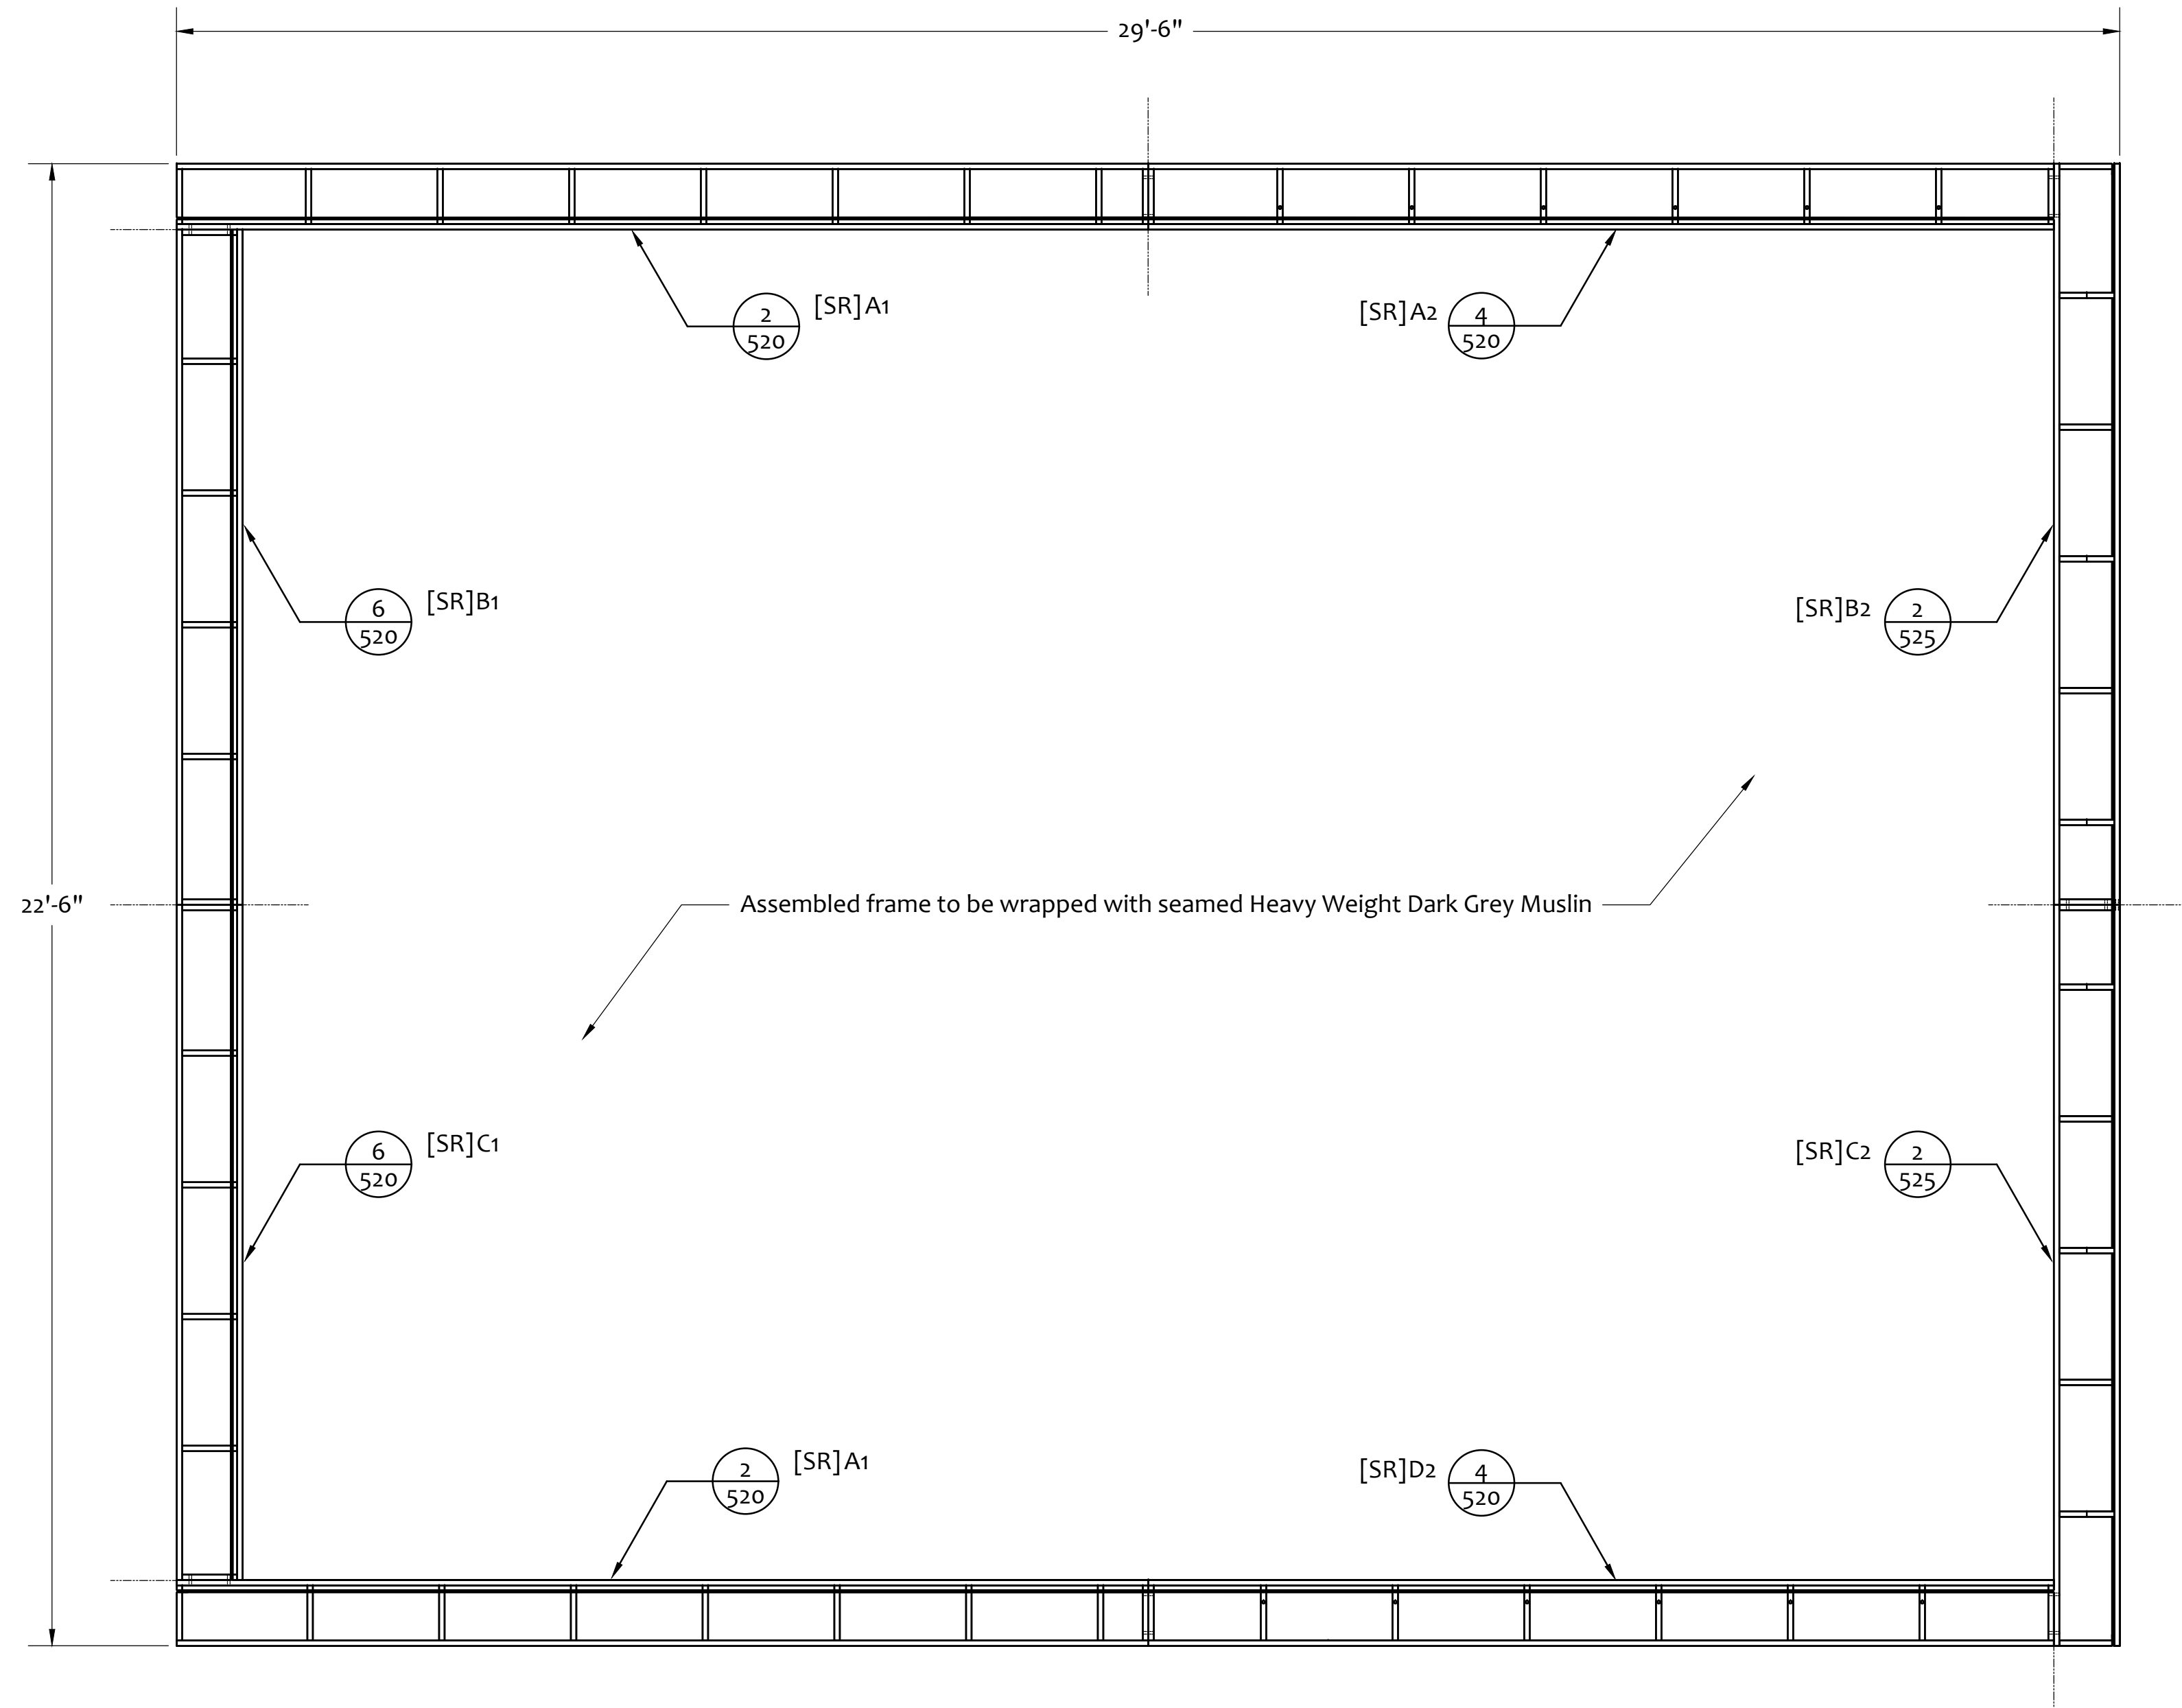 29'-6"
2
520
[SR]A1
[SR]A2
4
520
6
520
[SR]B1
[SR]B2
2
525
22'-6"
Assembled frame to be wrapped with seamed Heavy Weight Dark Grey Muslin
6
520
[SR]C1
[SR]C2
2
525
2
520
[SR]A1
[SR]D2
4
520